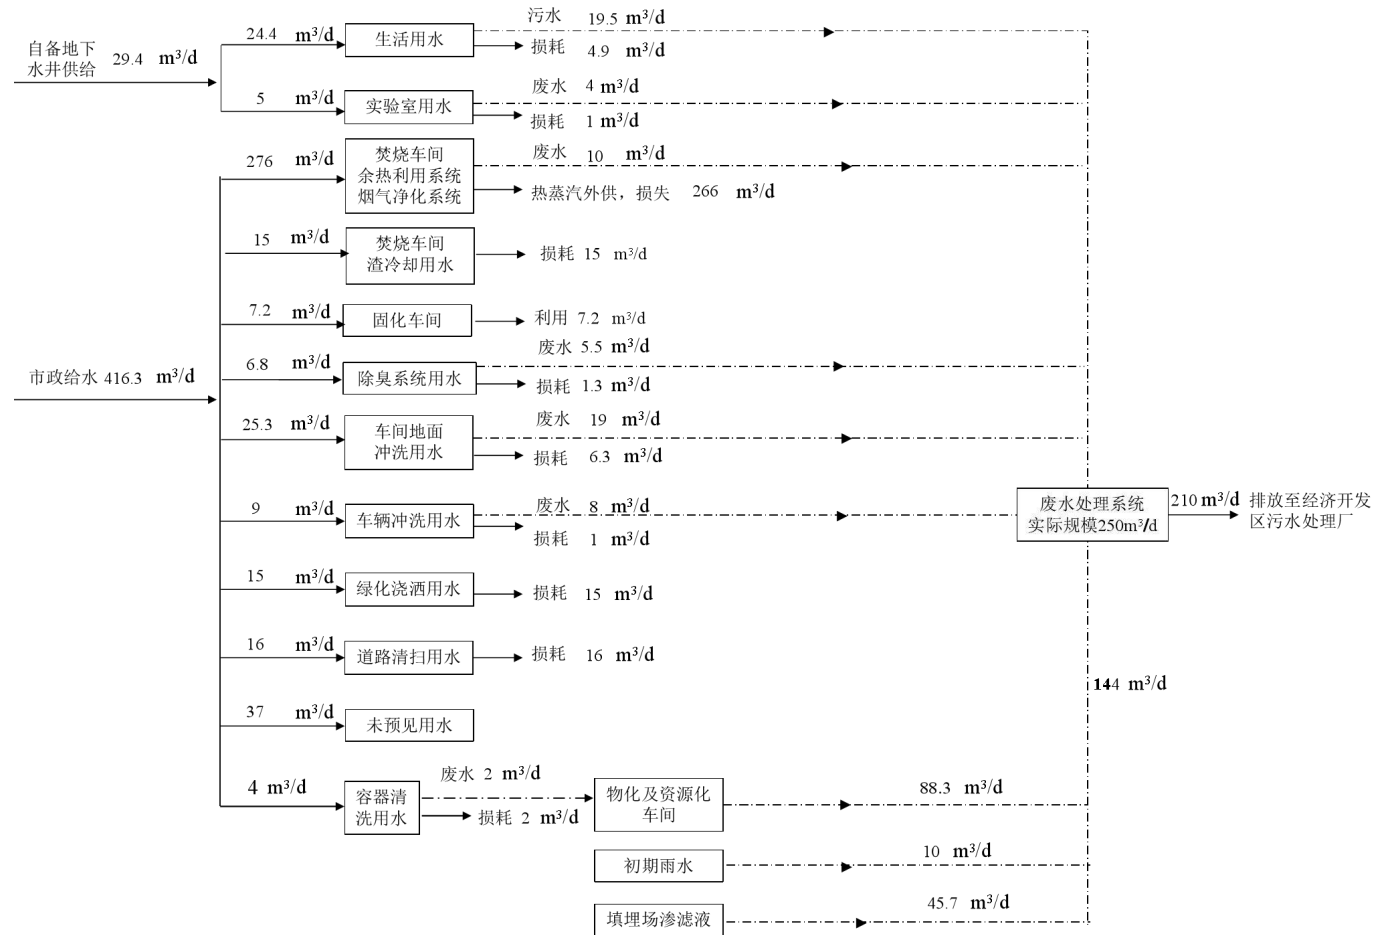 自备地下
水井供给 29.4 m³/d
24.4 m³/d
生活用水
污水 19.5 m³/d
损耗 4.9 m³/d
5 m³/d
实验室用水
废水 4 m³/d
损耗 1 m³/d
市政给水 416.3 m³/d
276 m³/d
焚烧车间
余热利用系统
烟气净化系统
废水 10 m³/d
热蒸汽外供，损失 266 m³/d
15 m³/d
焚烧车间
渣冷却用水
损耗 15 m³/d
7.2 m³/d
固化车间
利用 7.2 m³/d
6.8 m³/d
除臭系统用水
废水 5.5 m³/d
损耗 1.3 m³/d
25.3 m³/d
车间地面
冲洗用水
废水 19 m³/d
损耗 6.3 m³/d
9 m³/d
车辆冲洗用水
废水 8 m³/d
损耗 1 m³/d
15 m³/d
绿化浇洒用水
损耗 15 m³/d
16 m³/d
道路清扫用水
损耗 16 m³/d
37 m³/d
未预见用水
4 m³/d
容器清
洗用水
废水 2 m³/d
损耗 2 m³/d
物化及资源化
车间
88.3 m³/d
初期雨水
10 m³/d
填埋场渗滤液
45.7 m³/d
144 m³/d
废水处理系统
实际规模250m³/d
210 m³/d
排放至经济开发
区污水处理厂